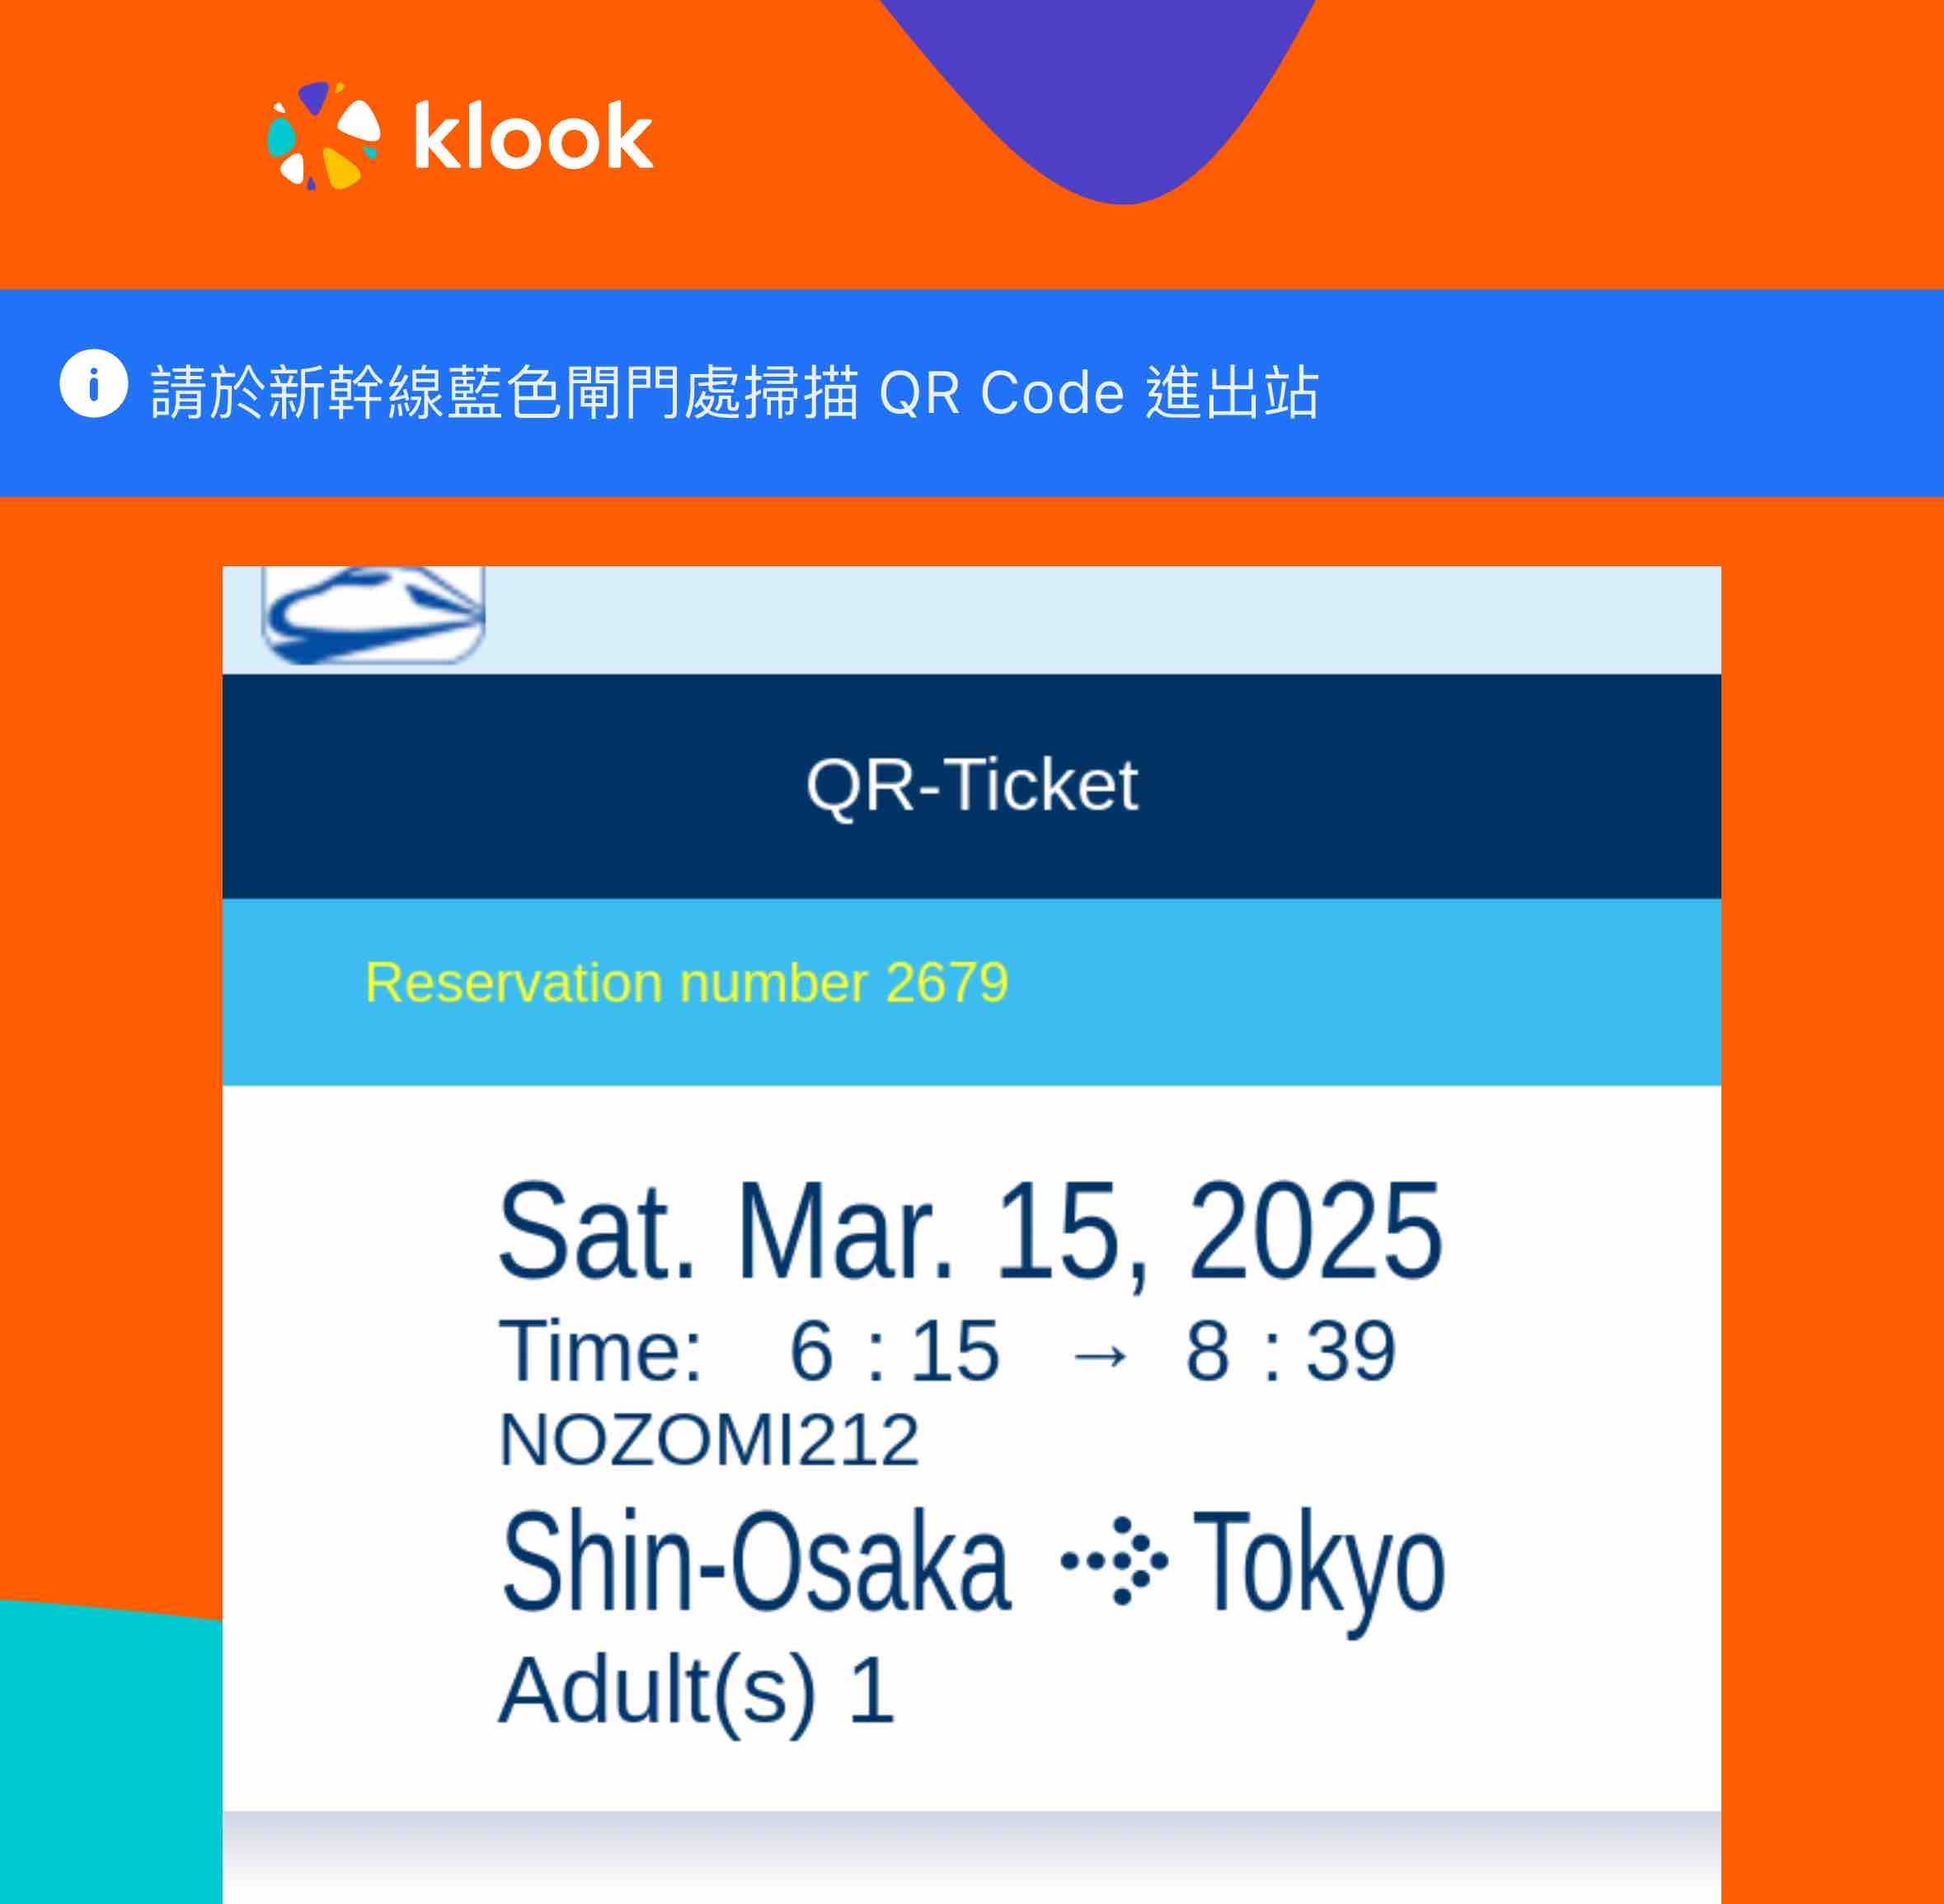 klook
請於新幹線藍色閘門處掃描 QR Code 進出站
QR-Ticket
Reservation number 2679
Sat. Mar. 15, 2025
Time: 6 : 15 → 8 : 39
NOZOMI212
Shin-Osaka Tokyo
Adult(s) 1